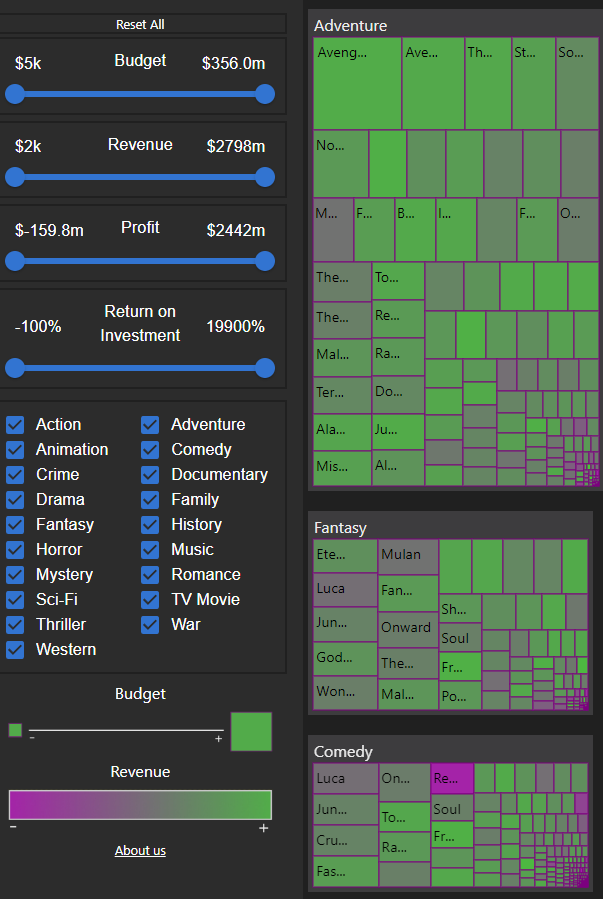 Reset All
$5k Budget $356.0m
$2k Revenue $2798m
$-159.8m Profit $2442m
-100% Return on Investment 19900%
Action Adventure
Animation Comedy
Crime Documentary
Drama Family
Fantasy History
Horror Music
Mystery Romance
Sci-Fi TV Movie
Thriller War
Western
Budget
- +
Revenue
- +
About us
Adventure
Aveng... Ave... Th... St... So...
No...
M... F... B... I... F... O...
The... To...
The... Re...
Mal... Ra...
Ter... Do...
Ala... Ju...
Mis... Al...
Fantasy
Ete... Mulan
Luca Fan... Sh...
Jun... Onward Soul
God... The... Fr...
Won... Mal... Po...
Comedy
Luca On... Re...
Jun... To... Soul
Cru... Ra... Fr...
Fas...